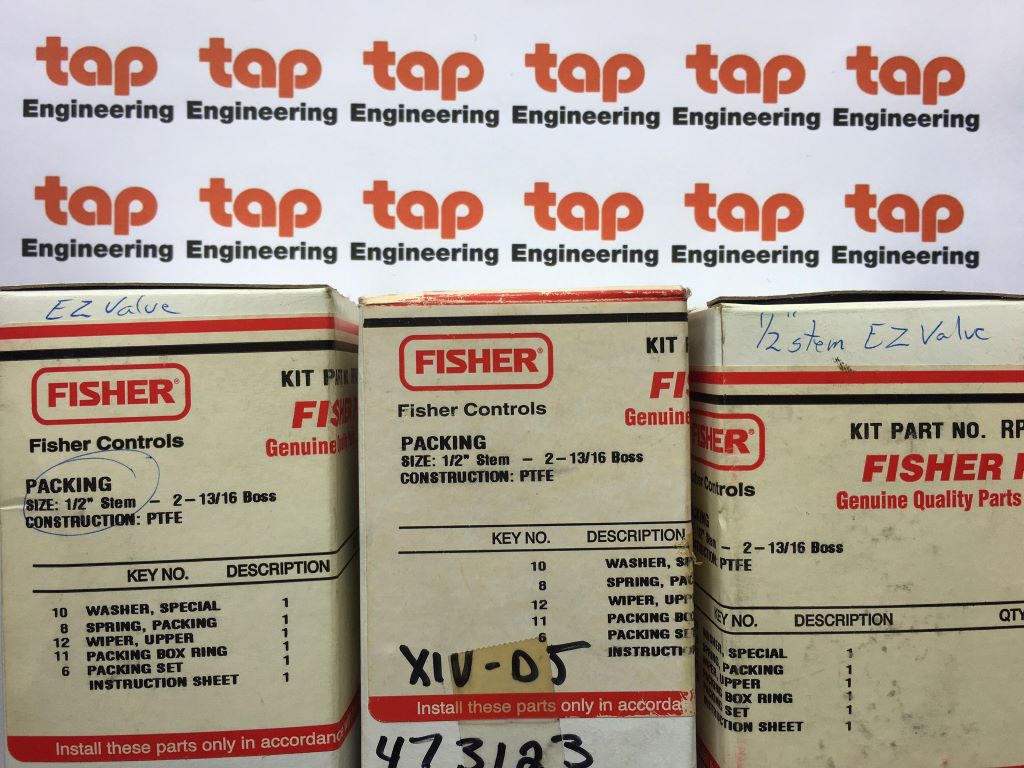 tap tap tap tap tap tap
Engineering Engineering Engineering Engineering Engineering Engineering
tap tap tap tap tap tap
Engineering Engineering Engineering Engineering Engineering Engineering
EZ Valve
FISHER®
KIT
Fisher Controls
Genuine
PACKING
SIZE: 1/2" Stem – 2-13/16 Boss
CONSTRUCTION: PTFE
KEY NO. DESCRIPTION
10 WASHER, SPECIAL 1
8 SPRING, PACKING 1
12 WIPER, UPPER 1
11 PACKING BOX RING 1
6 PACKING SET 1
INSTRUCTION SHEET 1
Install these parts only in
FISHER®
KIT
Fisher Controls
Genuine
PACKING
SIZE: 1/2" Stem – 2-13/16 Boss
CONSTRUCTION: PTFE
KEY NO. DESCRIPTION
10 WASHER,
8 SPRING,
12 WIPER,
11 PACKING
6 PACKING
XIV-05
Install these parts only in
473123
1/2" stem EZ Valve
KIT PART NO.
FISHER
Genuine Quality Parts
– 2-13/16 Boss
PTFE
NO. DESCRIPTION QTY
SPECIAL 1
PACKING 1
UPPER 1
BOX RING 1
SET 1
SHEET 1